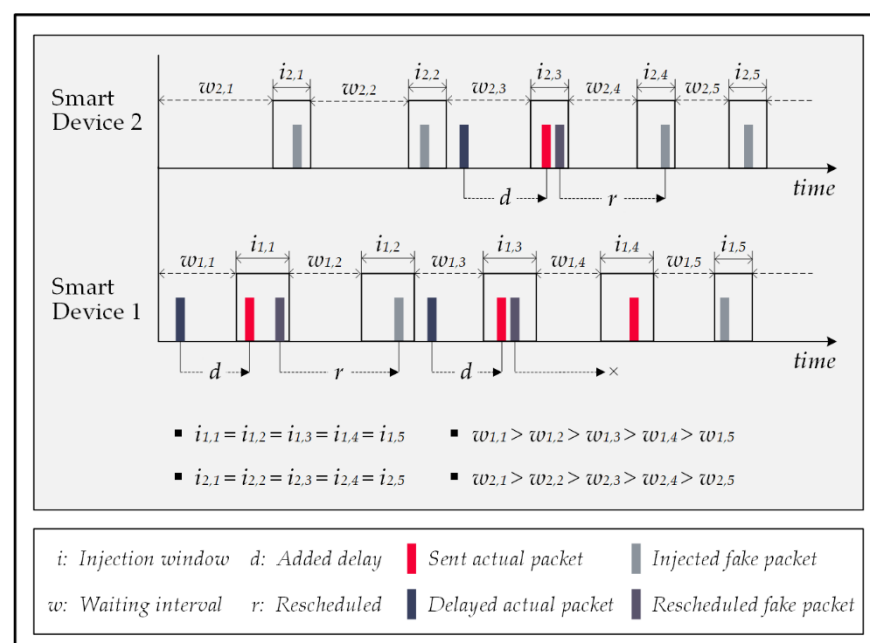 i2,1 i2,2 i2,3 i2,4 i2,5
w2,1 w2,2 w2,3 w2,4 w2,5
Smart
Device 2
time
d r
i1,1 i1,2 i1,3 i1,4 i1,5
w1,1 w1,2 w1,3 w1,4 w1,5
Smart
Device 1
time
d r d ×
▪ i1,1 = i1,2 = i1,3 = i1,4 = i1,5 ▪ w1,1 > w1,2 > w1,3 > w1,4 > w1,5
▪ i2,1 = i2,2 = i2,3 = i2,4 = i2,5 ▪ w2,1 > w2,2 > w2,3 > w2,4 > w2,5
i: Injection window d: Added delay Sent actual packet Injected fake packet
w: Waiting interval r: Rescheduled Delayed actual packet Rescheduled fake packet